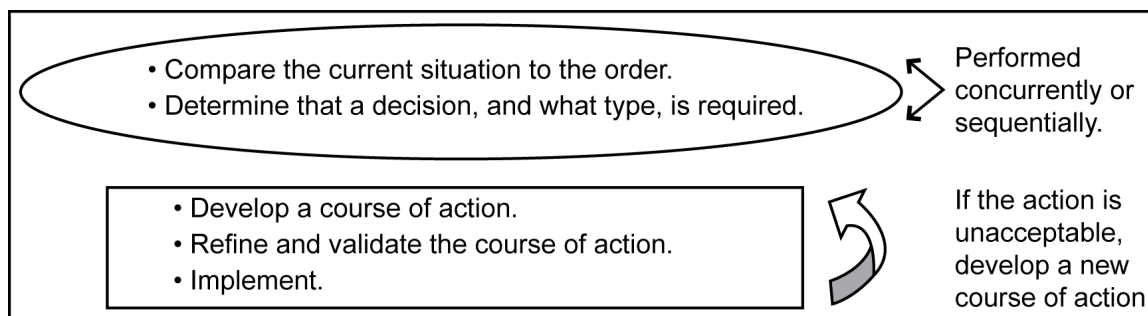 • Compare the current situation to the order.
• Determine that a decision, and what type, is required.
Performed
concurrently or
sequentially.
• Develop a course of action.
• Refine and validate the course of action.
• Implement.
If the action is
unacceptable,
develop a new
course of action